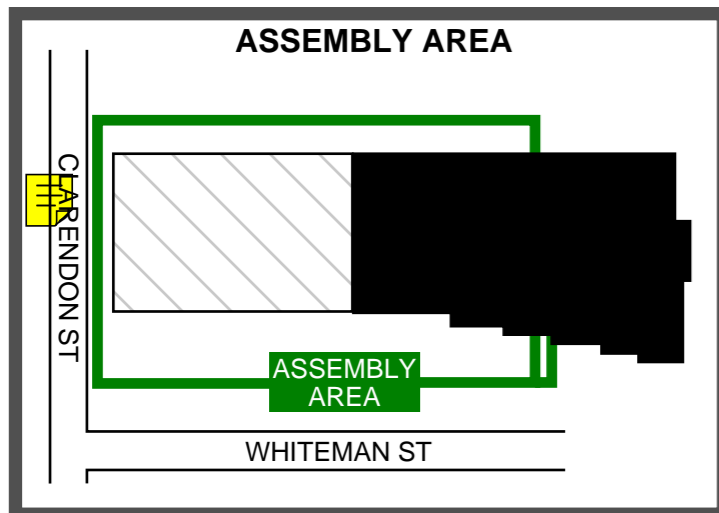 ASSEMBLY AREA
CLARENDON ST
ASSEMBLY
AREA
WHITEMAN ST